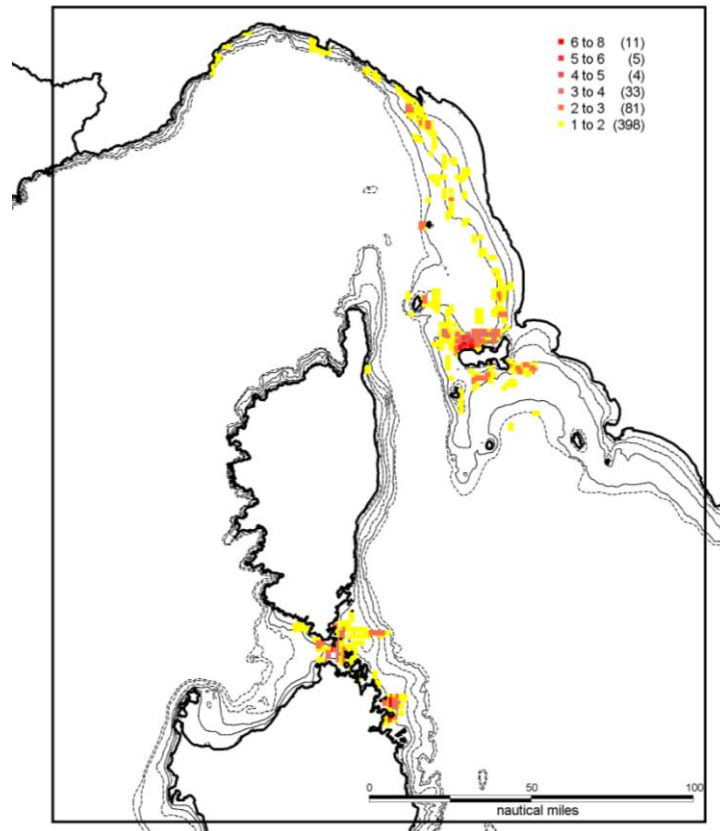 6 to 8 (11)
5 to 6 (5)
4 to 5 (4)
3 to 4 (33)
2 to 3 (81)
1 to 2 (398)
0 50 100
nautical miles